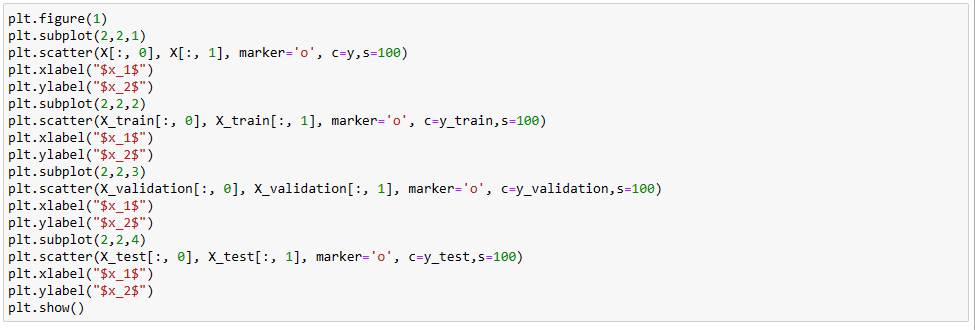 plt.figure(1)
plt.subplot(2,2,1)
plt.scatter(X[:, 0], X[:, 1], marker='o', c=y,s=100)
plt.xlabel("$x_1$")
plt.ylabel("$x_2$")
plt.subplot(2,2,2)
plt.scatter(X_train[:, 0], X_train[:, 1], marker='o', c=y_train,s=100)
plt.xlabel("$x_1$")
plt.ylabel("$x_2$")
plt.subplot(2,2,3)
plt.scatter(X_validation[:, 0], X_validation[:, 1], marker='o', c=y_validation,s=100)
plt.xlabel("$x_1$")
plt.ylabel("$x_2$")
plt.subplot(2,2,4)
plt.scatter(X_test[:, 0], X_test[:, 1], marker='o', c=y_test,s=100)
plt.xlabel("$x_1$")
plt.ylabel("$x_2$")
plt.show()